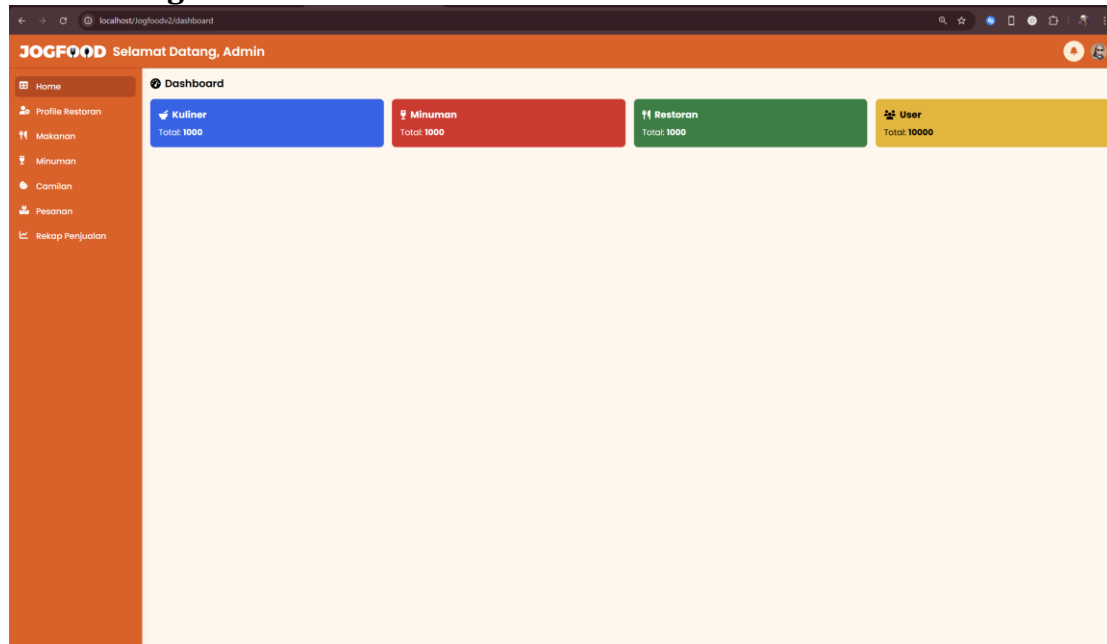 localhost/Jogfoodv2/dashboard
JOGFOOD Selamat Datang, Admin
Home
Profile Restoran
Makanan
Minuman
Camilan
Pesanan
Rekap Penjualan
Dashboard
Kuliner
Total: 1000
Minuman
Total: 1000
Restoran
Total: 1000
User
Total: 10000